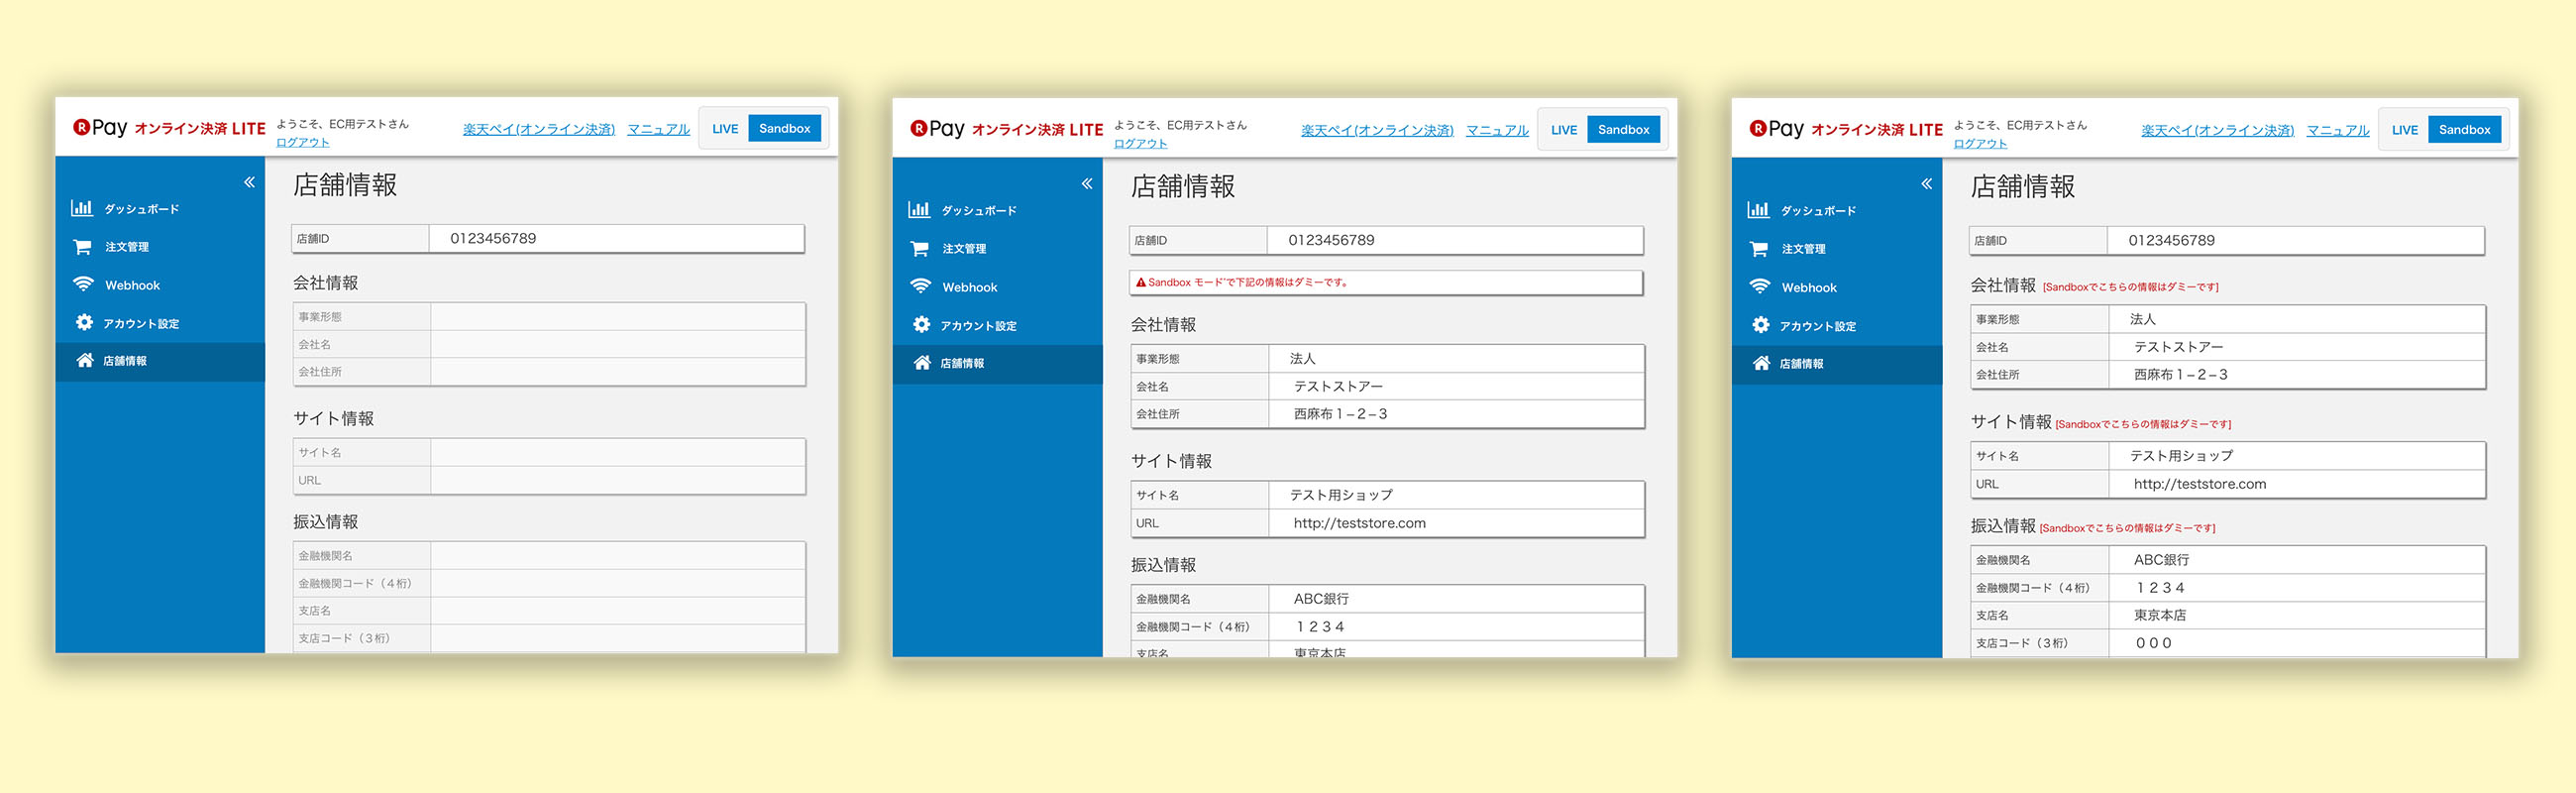 R Pay オンライン決済 LITE
ようこそ、EC用テストさん
ログアウト
楽天ペイ(オンライン決済) マニュアル LIVE Sandbox
ダッシュボード
注文管理
Webhook
アカウント設定
店舗情報
店舗情報
店舗ID 0123456789
会社情報
事業形態
会社名
会社住所
サイト情報
サイト名
URL
振込情報
金融機関名
金融機関コード（４桁）
支店名
支店コード（３桁）
R Pay オンライン決済 LITE
ようこそ、EC用テストさん
ログアウト
楽天ペイ(オンライン決済) マニュアル LIVE Sandbox
ダッシュボード
注文管理
Webhook
アカウント設定
店舗情報
店舗情報
店舗ID 0123456789
Sandbox モード'で下記の情報はダミーです。
会社情報
事業形態 法人
会社名 テストストアー
会社住所 西麻布１−２−３
サイト情報
サイト名 テスト用ショップ
URL http://teststore.com
振込情報
金融機関名 ABC銀行
金融機関コード（４桁） １２３４
支店名 東京本店
R Pay オンライン決済 LITE
ようこそ、EC用テストさん
ログアウト
楽天ペイ(オンライン決済) マニュアル LIVE Sandbox
ダッシュボード
注文管理
Webhook
アカウント設定
店舗情報
店舗情報
店舗ID 0123456789
会社情報 [Sandboxでこちらの情報はダミーです]
事業形態 法人
会社名 テストストアー
会社住所 西麻布１−２−３
サイト情報 [Sandboxでこちらの情報はダミーです]
サイト名 テスト用ショップ
URL http://teststore.com
振込情報 [Sandboxでこちらの情報はダミーです]
金融機関名 ABC銀行
金融機関コード（４桁） １２３４
支店名 東京本店
支店コード（３桁） ０００